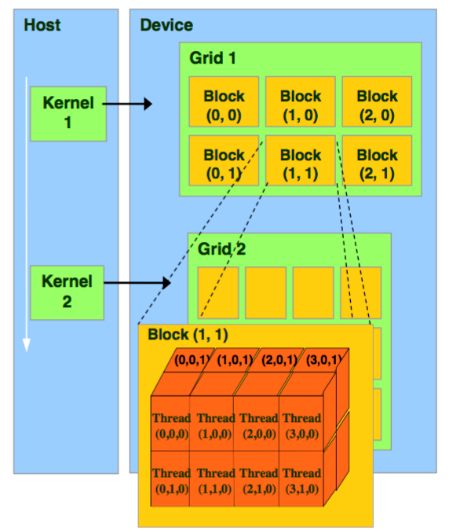 Host
Device
Grid 1
Kernel
1
Block
(0, 0)
Block
(1, 0)
Block
(2, 0)
Block
(0, 1)
Block
(1, 1)
Block
(2, 1)
Grid 2
Kernel
2
Block (1, 1)
(0,0,1) (1,0,1) (2,0,1) (3,0,1)
Thread Thread Thread Thread
(0,0,0) (1,0,0) (2,0,0) (3,0,0)
Thread Thread Thread Thread
(0,1,0) (1,1,0) (2,1,0) (3,1,0)